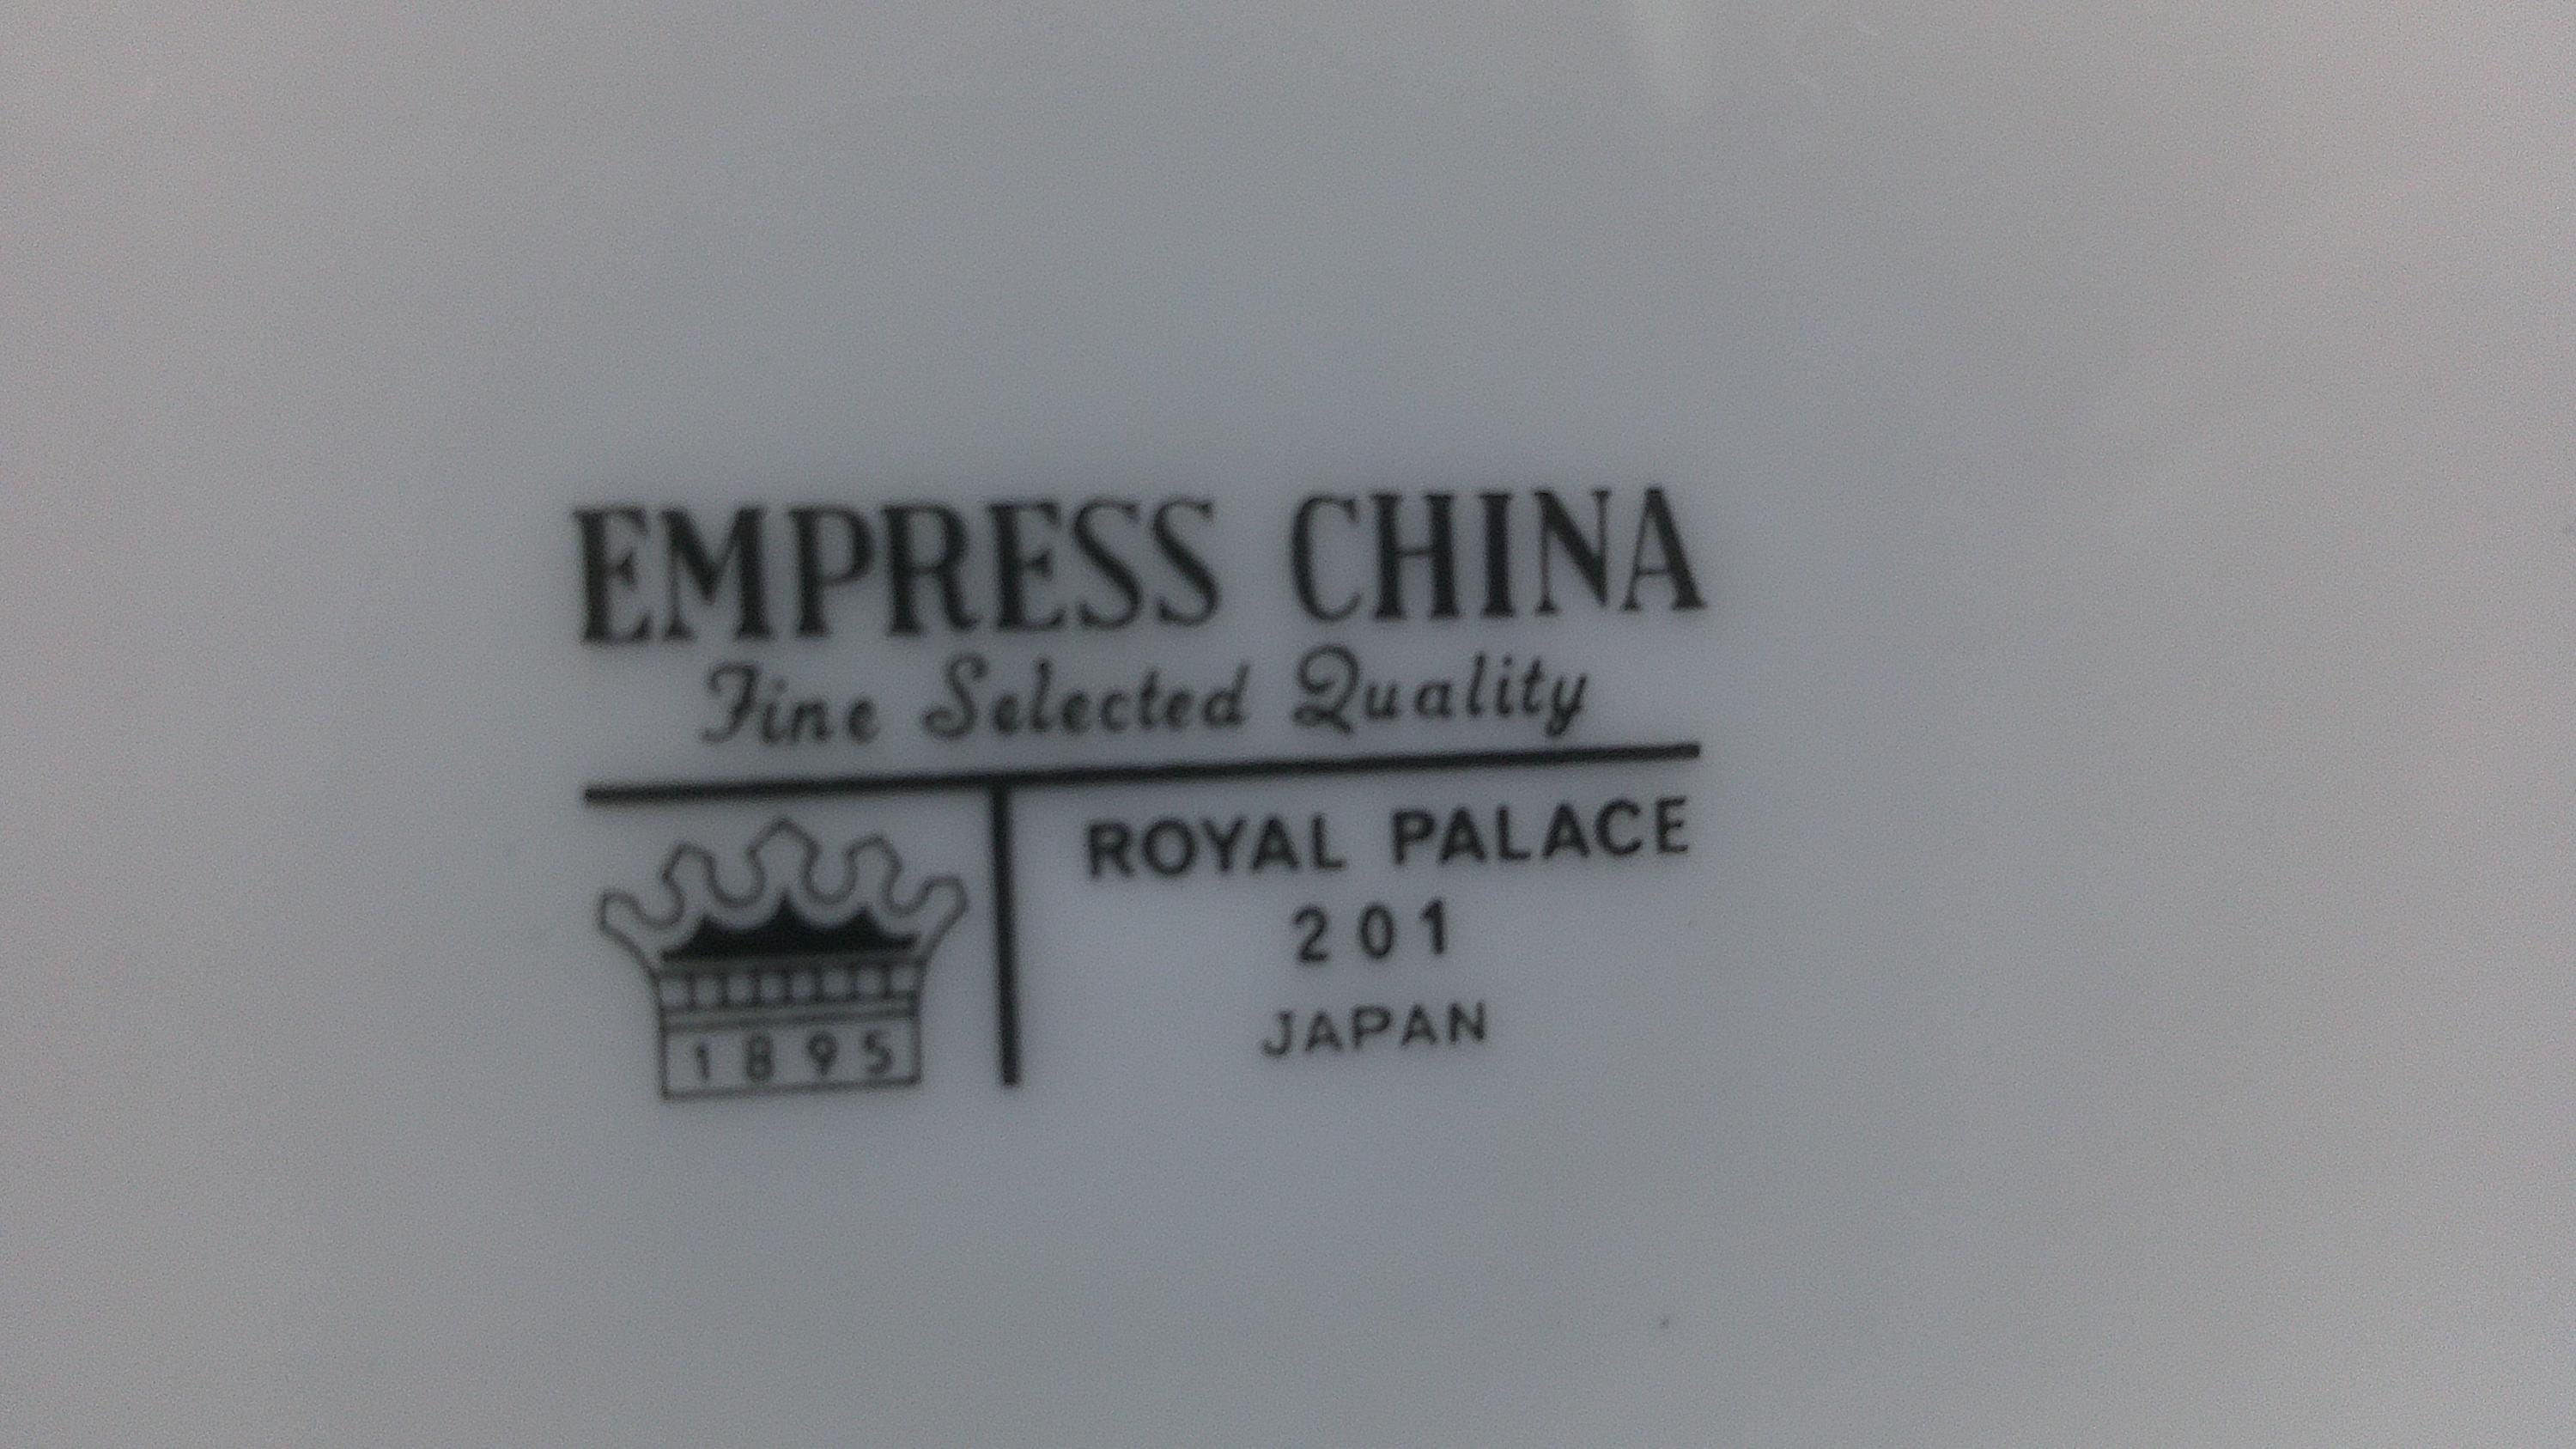 EMPRESS CHINA
Fine Selected Quality
1895
ROYAL PALACE
201
JAPAN